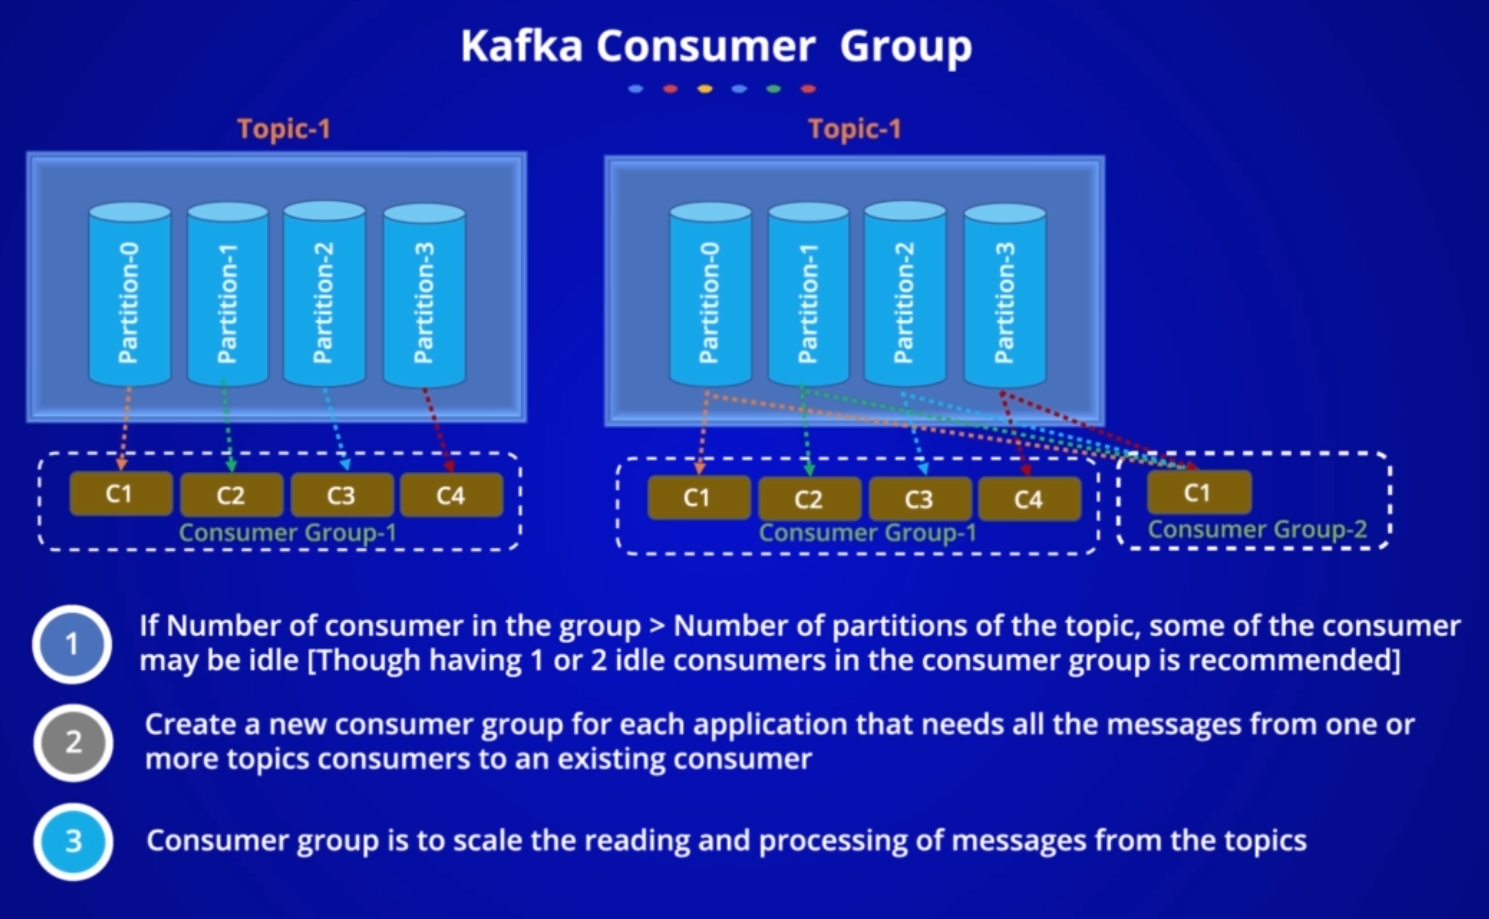 Kafka Consumer Group
Topic-1
Partition-0
Partition-1
Partition-2
Partition-3
C1
C2
C3
C4
Consumer Group-1
Topic-1
Partition-0
Partition-1
Partition-2
Partition-3
C1
C2
C3
C4
Consumer Group-1
C1
Consumer Group-2
1
If Number of consumer in the group > Number of partitions of the topic, some of the consumer
may be idle [Though having 1 or 2 idle consumers in the consumer group is recommended]
2
Create a new consumer group for each application that needs all the messages from one or
more topics consumers to an existing consumer
3
Consumer group is to scale the reading and processing of messages from the topics